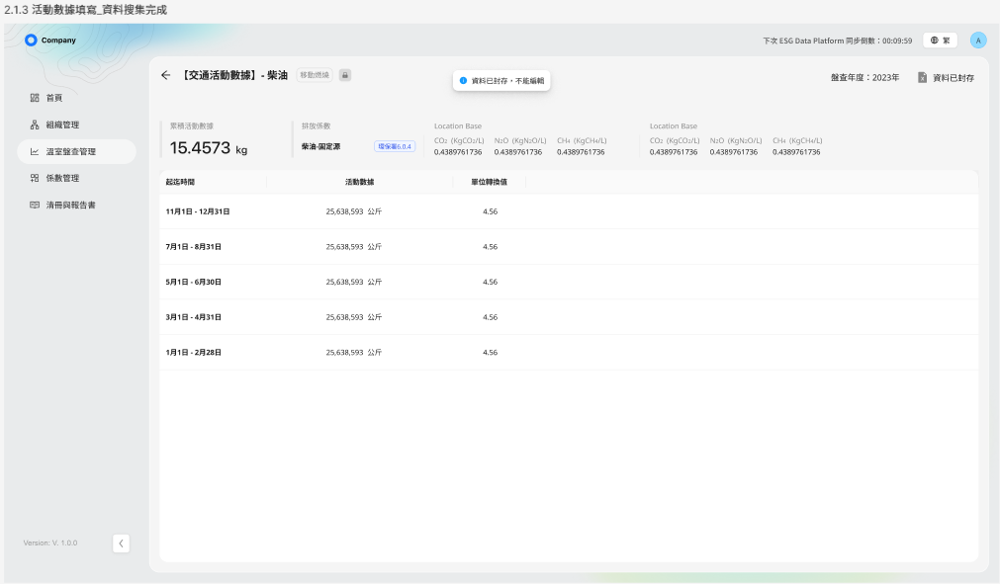 2.1.3 活動數據填寫_資料搜集完成
Company
下次 ESG Data Platform 同步倒數：00:09:59
繁
A
【交通活動數據】- 柴油
移動燃燒
資料已封存，不能編輯
盤查年度：2023年
資料已封存
首頁
組織管理
溫室盤查管理
係數管理
清冊與報告書
累積活動數據
15.4573 kg
排放係數
柴油-固定源
環保署6.0.4
Location Base
CO₂ (KgCO₂/L) N₂O (KgN₂O/L) CH₄ (KgCH₄/L)
0.4389761736 0.4389761736 0.4389761736
Location Base
CO₂ (KgCO₂/L) N₂O (KgN₂O/L) CH₄ (KgCH₄/L)
0.4389761736 0.4389761736 0.4389761736
起迄時間 活動數據 單位轉換值
11月1日 - 12月31日 25,638,593 公斤 4.56
7月1日 - 8月31日 25,638,593 公斤 4.56
5月1日 - 6月30日 25,638,593 公斤 4.56
3月1日 - 4月31日 25,638,593 公斤 4.56
1月1日 - 2月28日 25,638,593 公斤 4.56
Version: V. 1.0.0